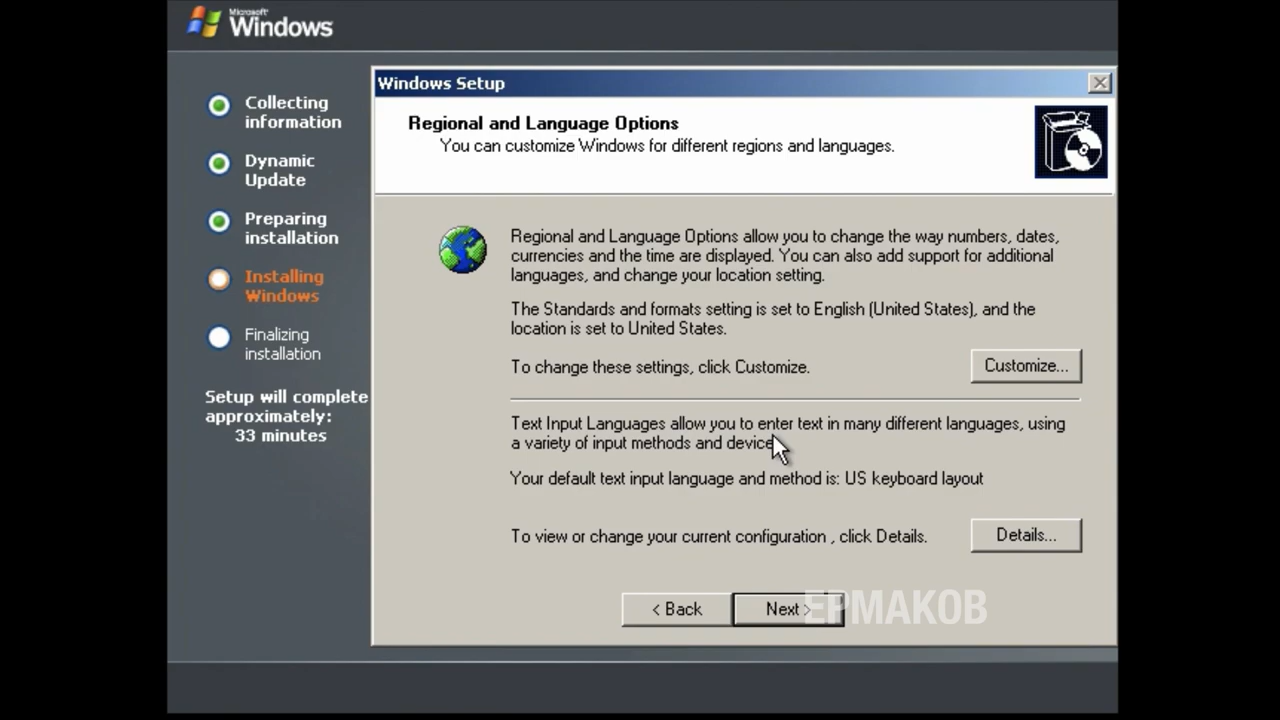 Microsoft
Windows
Collecting
information
Dynamic
Update
Preparing
installation
Installing
Windows
Finalizing
installation
Setup will complete
approximately:
33 minutes
Windows Setup
Regional and Language Options
You can customize Windows for different regions and languages.
Regional and Language Options allow you to change the way numbers, dates,
currencies and the time are displayed. You can also add support for additional
languages, and change your location setting.
The Standards and formats setting is set to English (United States), and the
location is set to United States.
To change these settings, click Customize.
Customize...
Text Input Languages allow you to enter text in many different languages, using
a variety of input methods and device
Your default text input language and method is: US keyboard layout
To view or change your current configuration , click Details.
Details...
< Back
Next >
ЕРМАКОВ